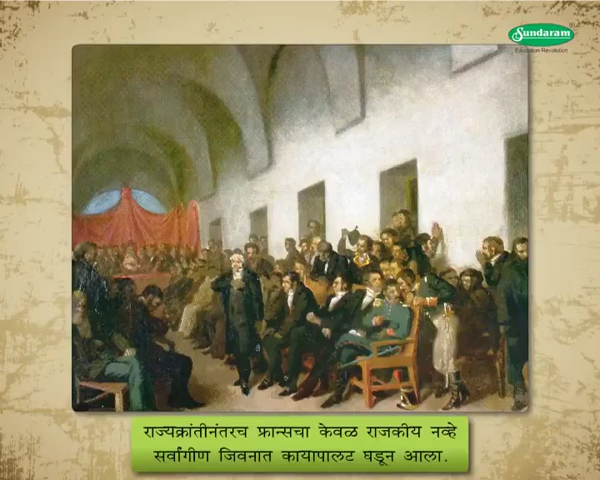 Sundaram
Education Revolution
राज्यक्रांतीनंतरच फ्रान्सचा केवळ राजकीय नव्हे
सर्वांगीण जिवनात कायापालट घडून आला.